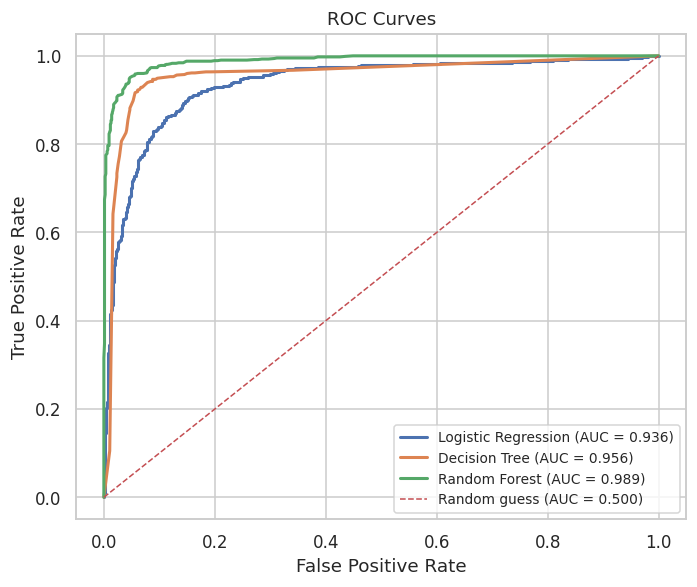 ROC Curves
True Positive Rate
1.0
0.8
0.6
0.4
0.2
0.0
Logistic Regression (AUC = 0.936)
Decision Tree (AUC = 0.956)
Random Forest (AUC = 0.989)
Random guess (AUC = 0.500)
0.0 0.2 0.4 0.6 0.8 1.0
False Positive Rate